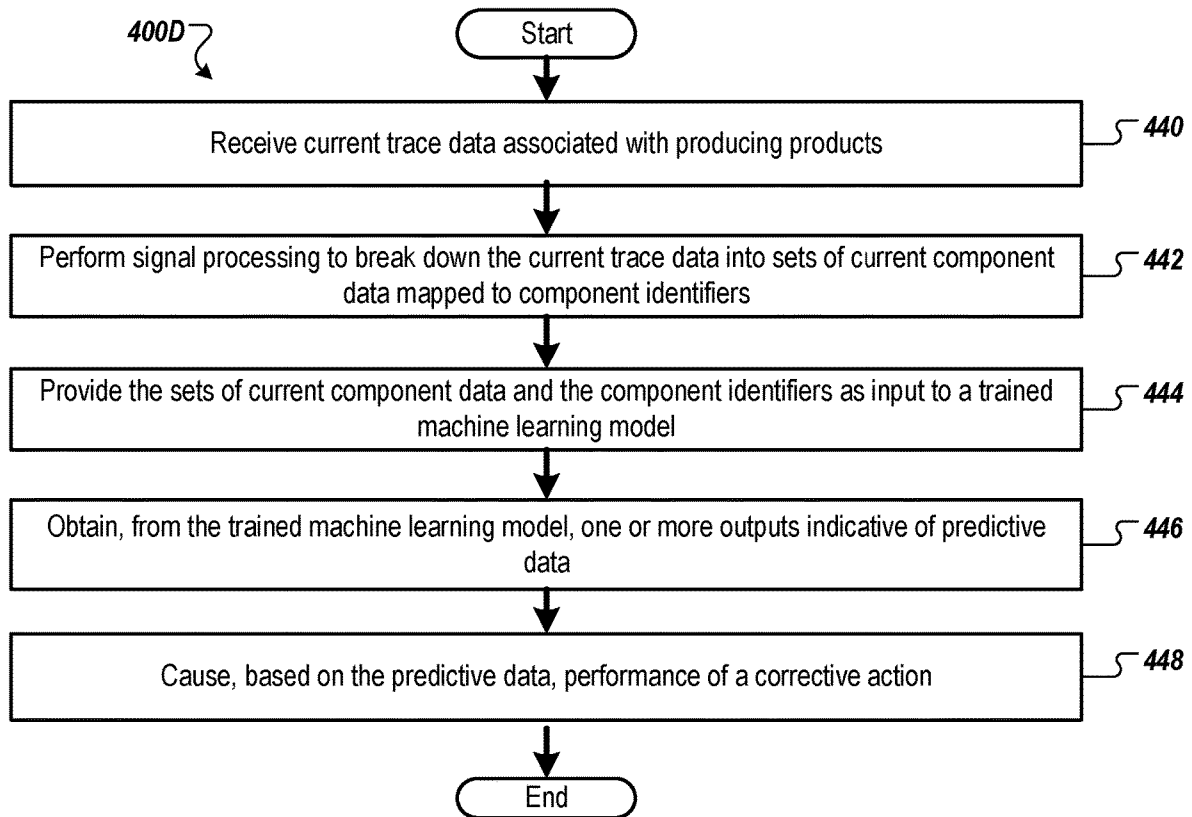 400D
Start
Receive current trace data associated with producing products
440
Perform signal processing to break down the current trace data into sets of current component
data mapped to component identifiers
442
Provide the sets of current component data and the component identifiers as input to a trained
machine learning model
444
Obtain, from the trained machine learning model, one or more outputs indicative of predictive
data
446
Cause, based on the predictive data, performance of a corrective action
448
End